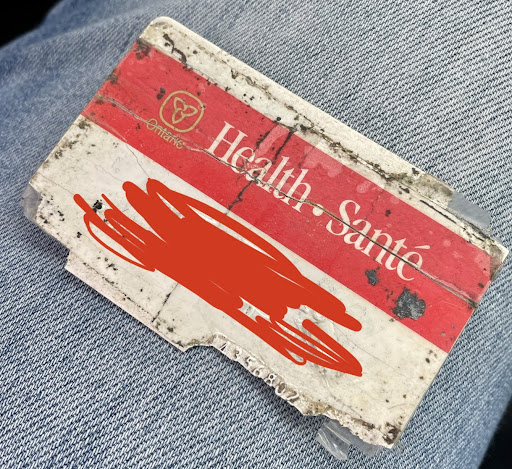 Ontario
Health • Santé